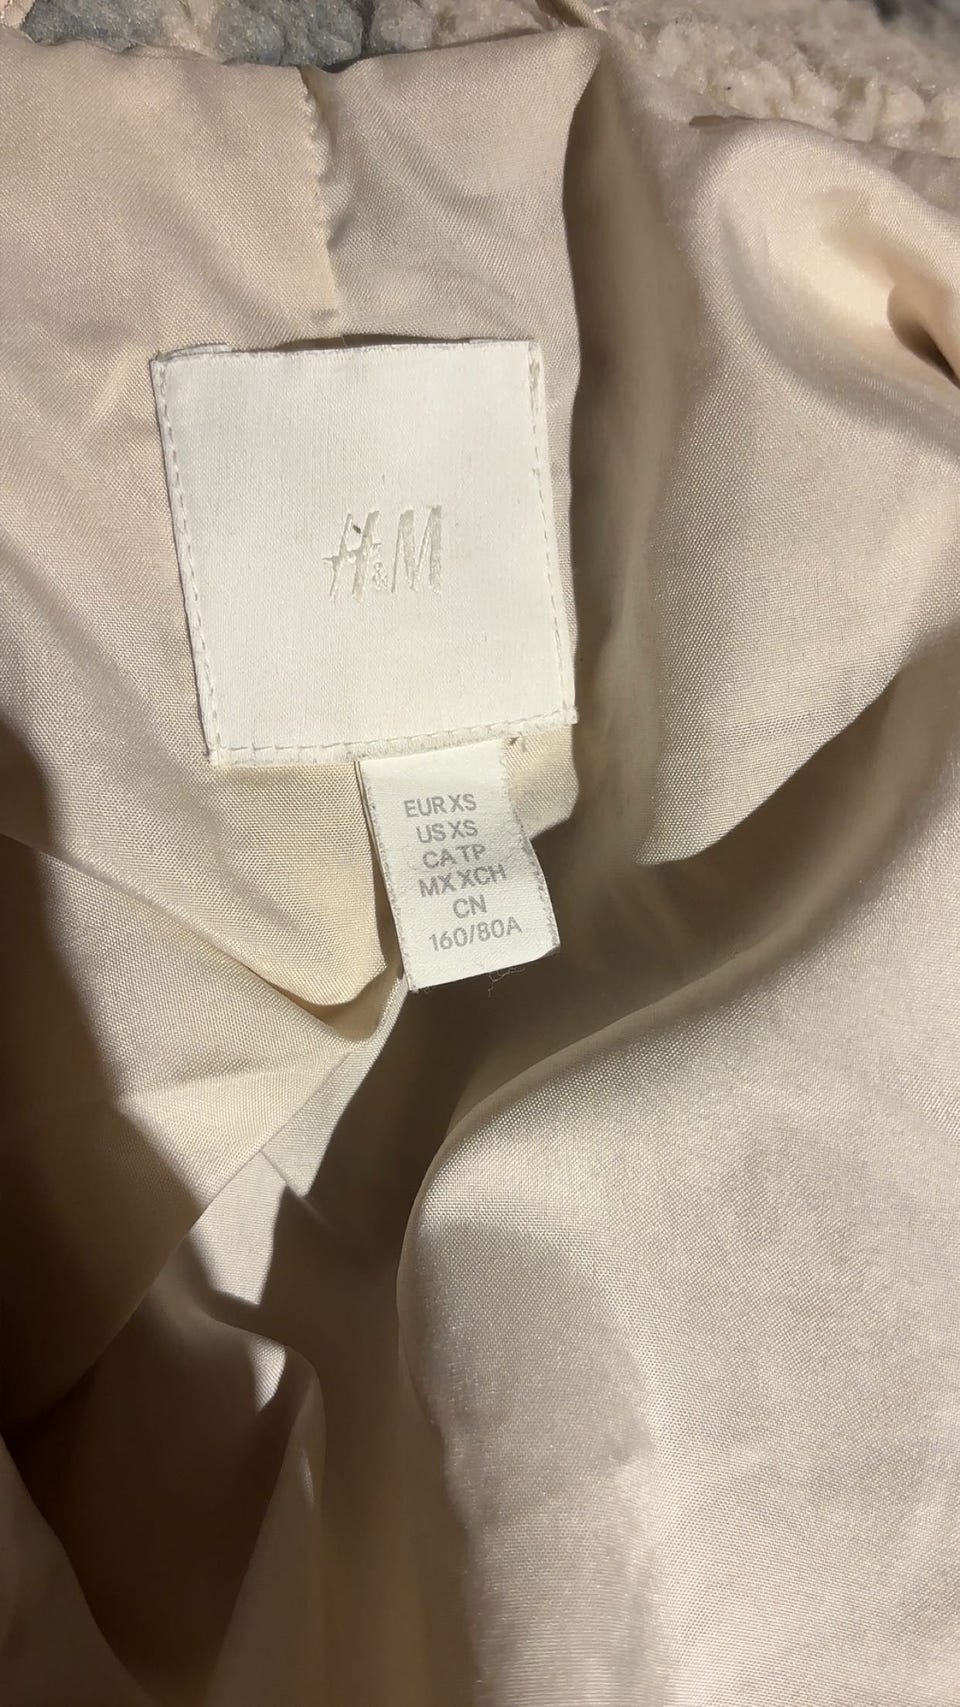 H&M
EUR XS
US XS
CA TP
MX XCH
CN
160/80A